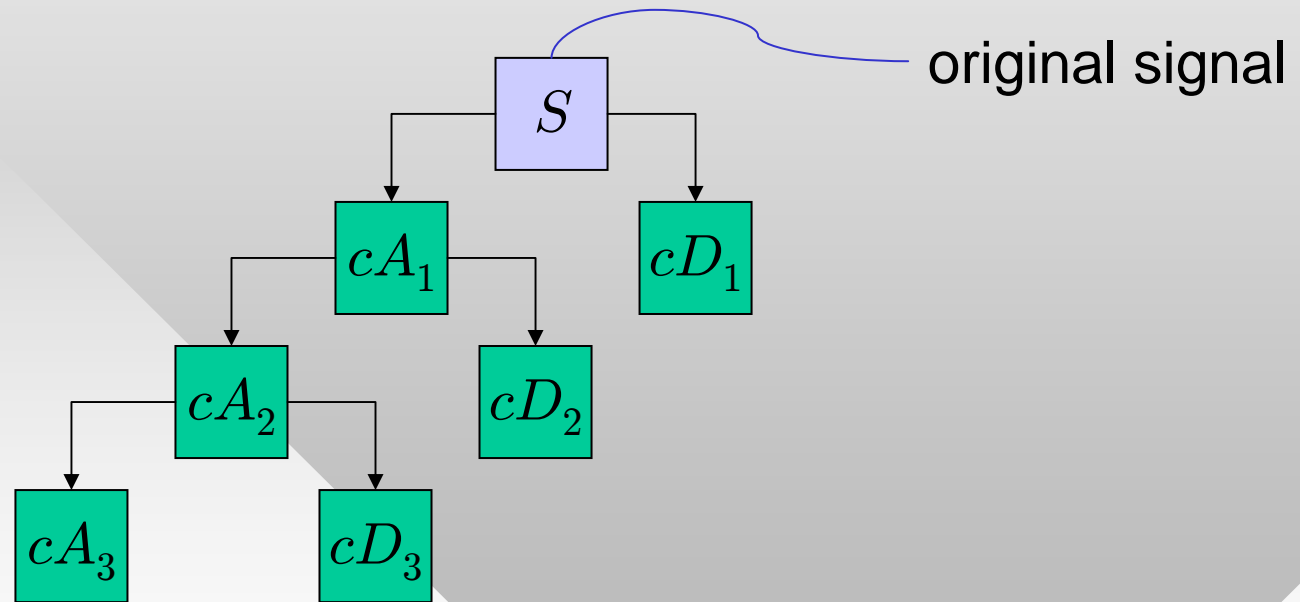 original signal
S
cA₁ cD₁
cA₂ cD₂
cA₃ cD₃